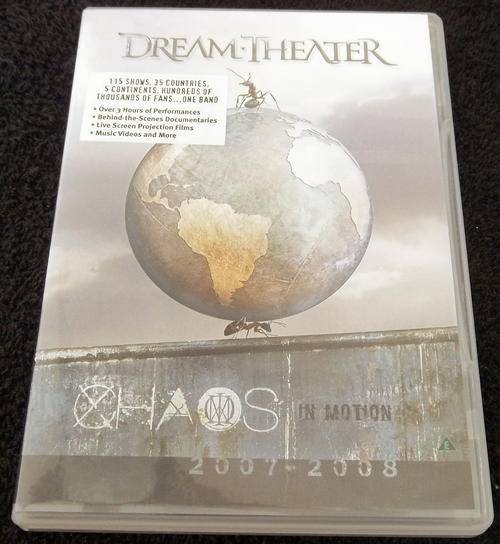 DREAM·THEATER
115 SHOWS. 35 COUNTRIES.
5 CONTINENTS. HUNDREDS OF
THOUSANDS OF FANS...ONE BAND
• Over 3 Hours of Performances
• Behind-the-Scenes Documentaries
• Live Screen Projection Films
• Music Videos and More
CHAOS IN MOTION
2007-2008